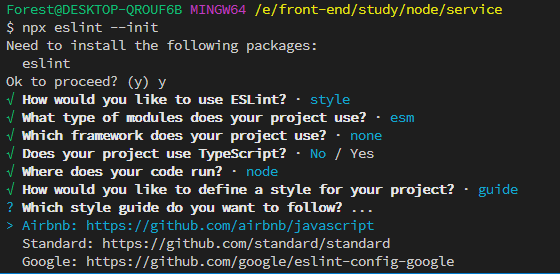 Forest@DESKTOP-QROUF6B MINGW64 /e/front-end/study/node/service
$ npx eslint --init
Need to install the following packages:
  eslint
Ok to proceed? (y) y
√ How would you like to use ESLint? · style
√ What type of modules does your project use? · esm
√ Which framework does your project use? · none
√ Does your project use TypeScript? · No / Yes
√ Where does your code run? · node
√ How would you like to define a style for your project? · guide
? Which style guide do you want to follow? ...
> Airbnb: https://github.com/airbnb/javascript
  Standard: https://github.com/standard/standard
  Google: https://github.com/google/eslint-config-google